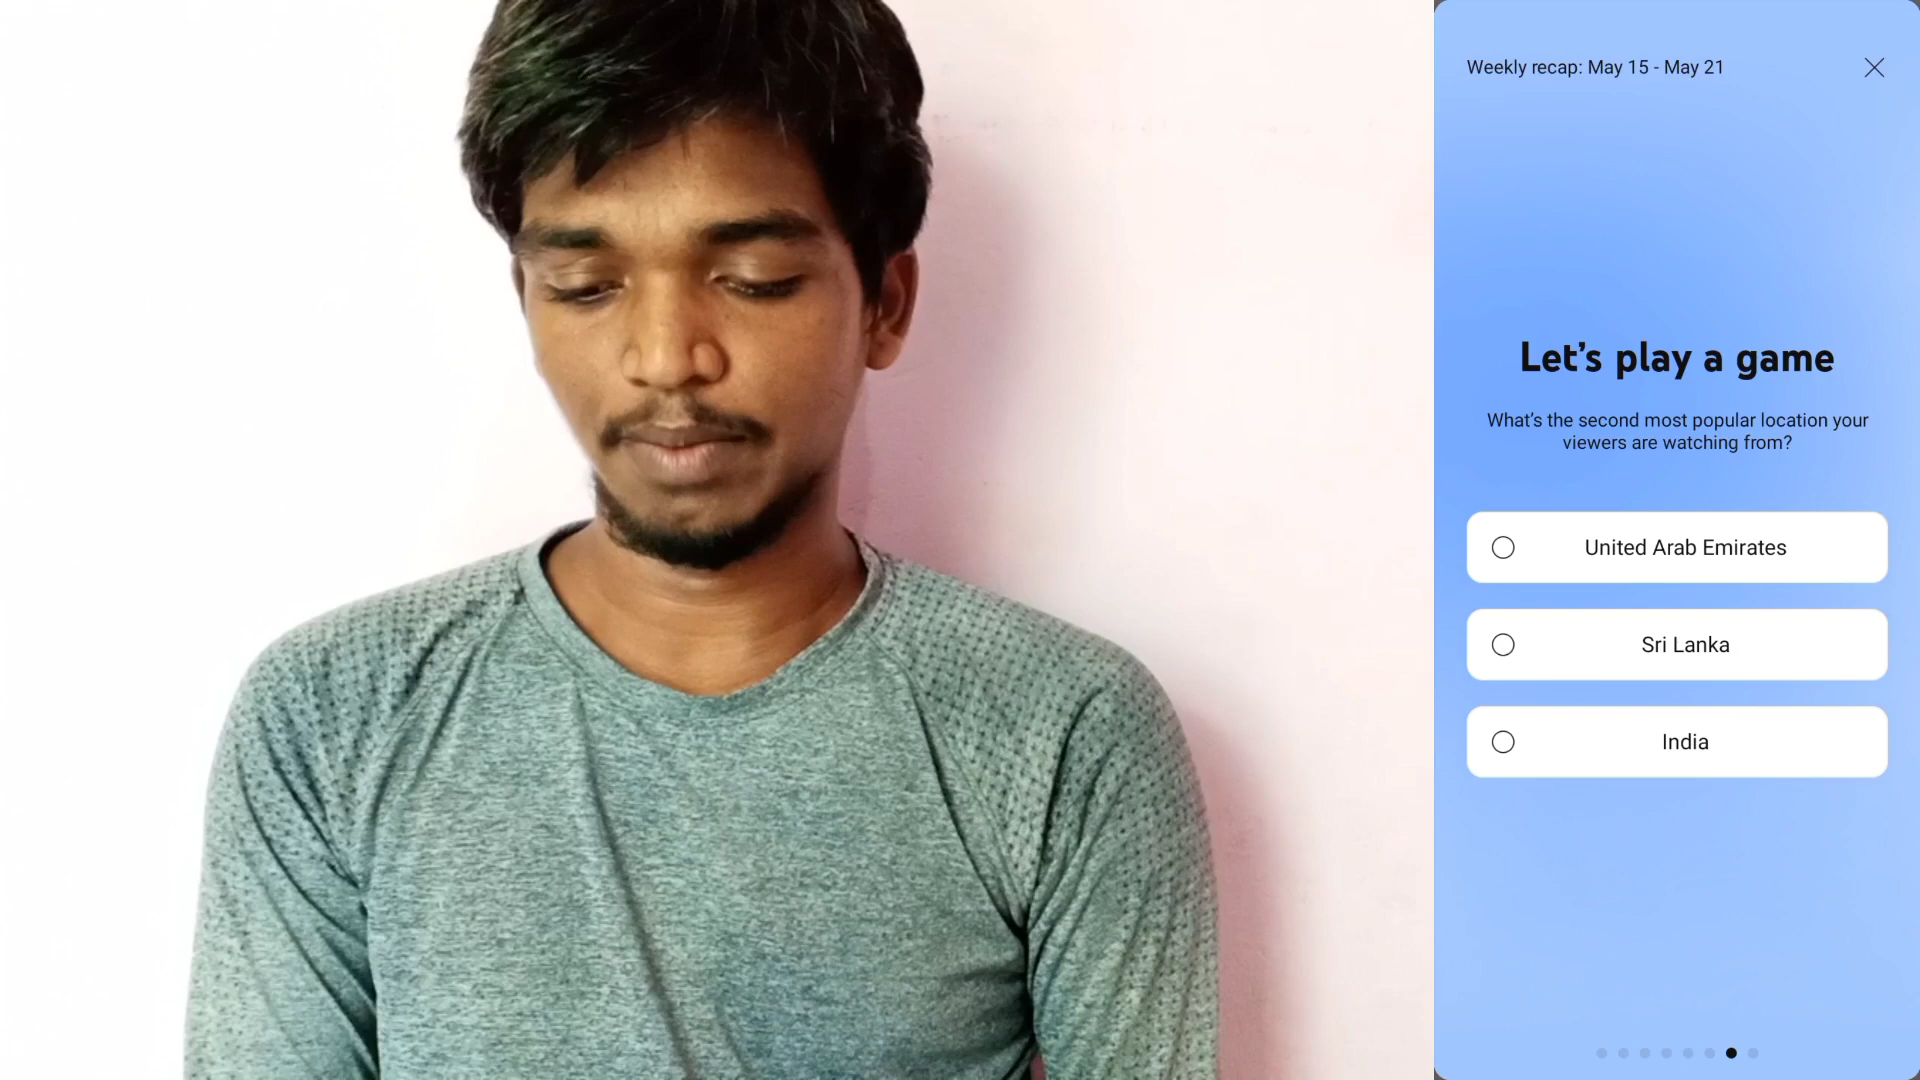 Weekly recap: May 15 - May 21
Let’s play a game
What’s the second most popular location your
viewers are watching from?
United Arab Emirates
Sri Lanka
India